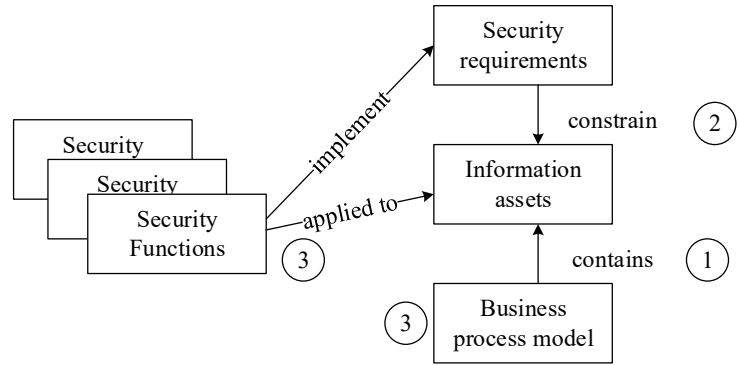 Security
requirements
implement
constrain
2
Security
Security
Security
Functions
applied to
Information
assets
3
contains
1
3
Business
process model